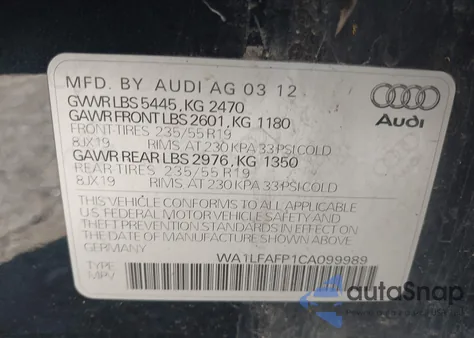 MFD. BY AUDI AG 03 12
GWWR LBS 5445, KG 2470
GAWR FRONT LBS 2601, KG 1180
FRONT-TIRES 235/55 R19
8JX19 RIMS AT 230 KPA 33 PSI COLD
GAWR REAR LBS 2976, KG 1350
REAR TIRES 235/55 R19
8JX19 RIMS AT 230 KPA 33 PSI COLD
THIS VEHICLE CONFORMS TO ALL APPLICABLE
U.S. FEDERAL MOTOR VEHICLE SAFETY AND
THEFT PREVENTION STANDARDS IN EFFECT ON
THE DATE OF MANUFACTURE SHOWN ABOVE
GERMANY
Audi
WA1LFAFP1CA099989
TYPE
MPV
autoSnap